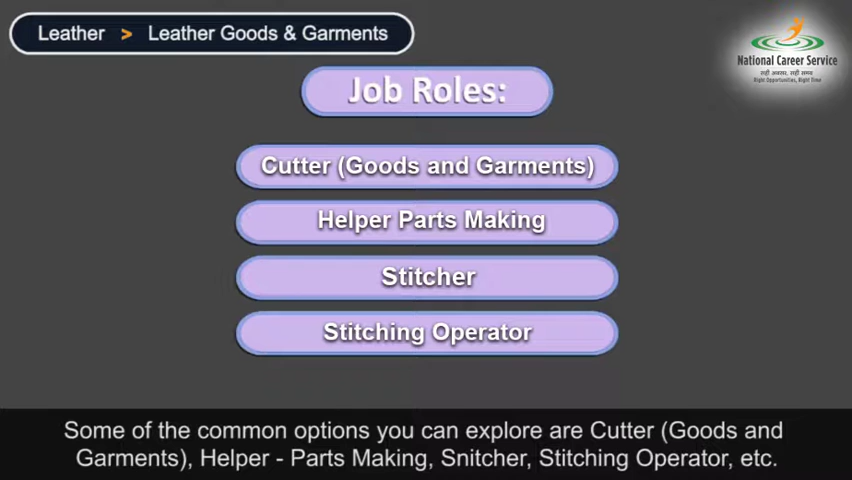 Leather > Leather Goods & Garments
National Career Service
सही अवसर, सही समय
Right Opportunities, Right Time
Job Roles:
Cutter (Goods and Garments)
Helper Parts Making
Stitcher
Stitching Operator
Some of the common options you can explore are Cutter (Goods and
Garments), Helper - Parts Making, Snitcher, Stitching Operator, etc.